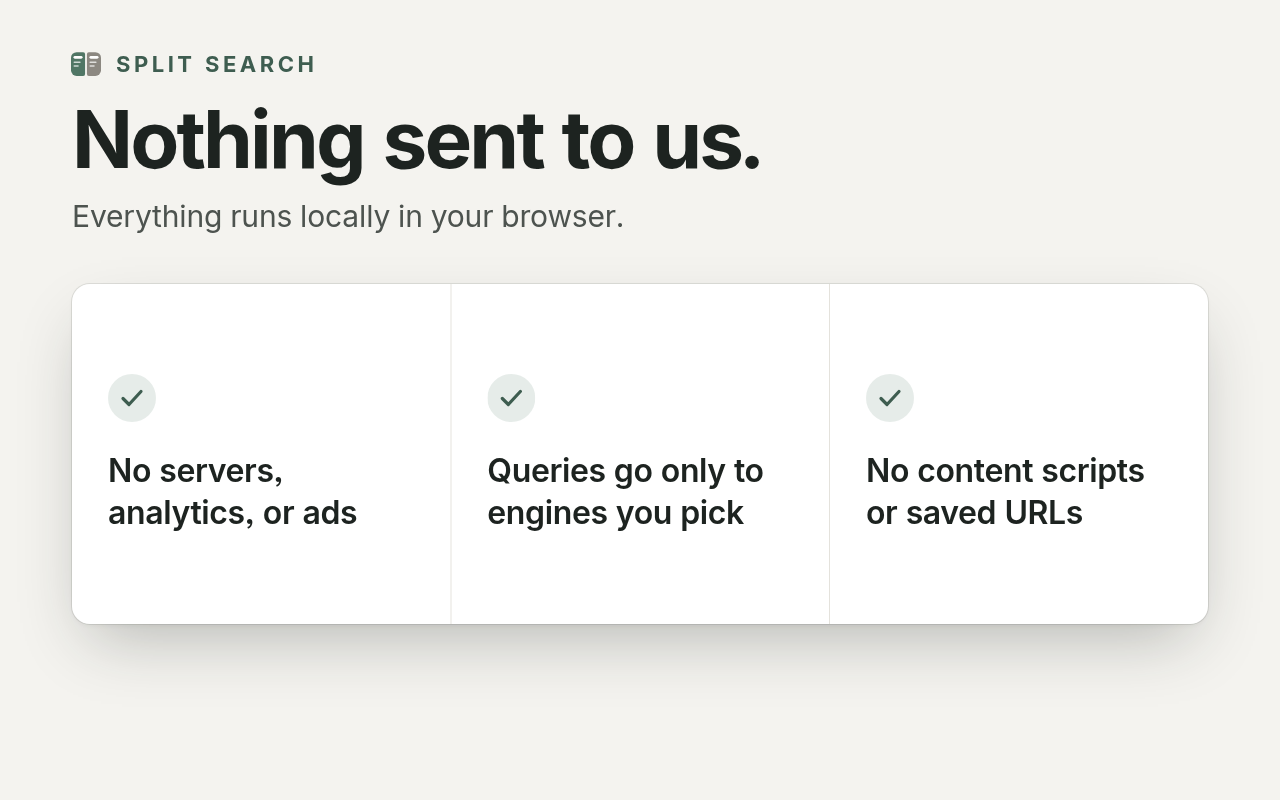 SPLIT SEARCH
Nothing sent to us.
Everything runs locally in your browser.
No servers,
analytics, or ads
Queries go only to
engines you pick
No content scripts
or saved URLs